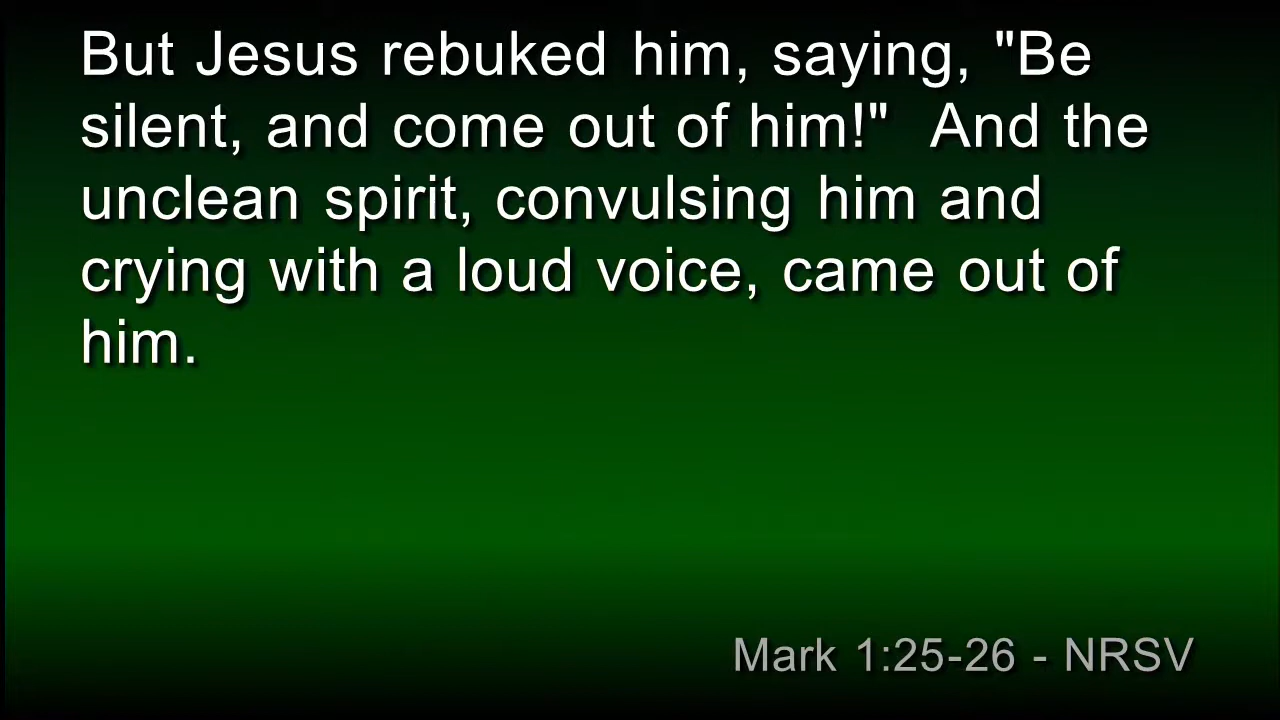 But Jesus rebuked him, saying, "Be
silent, and come out of him!"  And the
unclean spirit, convulsing him and
crying with a loud voice, came out of
him.
Mark 1:25-26 - NRSV